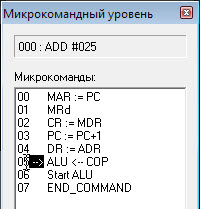 Микрокомандный уровень
000 : ADD #025
Микрокоманды:
00 MAR := PC
01 MRd
02 CR := MDR
03 PC := PC+1
04 DR := ADR
05 --> ALU <-- COP
06 Start ALU
07 END_COMMAND